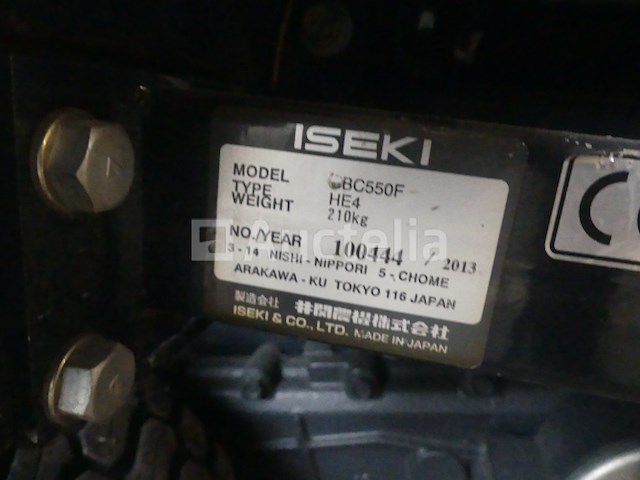 ISEKI
MODEL BC550F
TYPE HE4
WEIGHT 210kg
NO./YEAR 100444 / 2013
3-14 NISHI-NIPPORI 5-CHOME
ARAKAWA-KU TOKYO 116 JAPAN
製造会社 井関農機株式会社
ISEKI & CO., LTD. MADE IN JAPAN
Auctelia